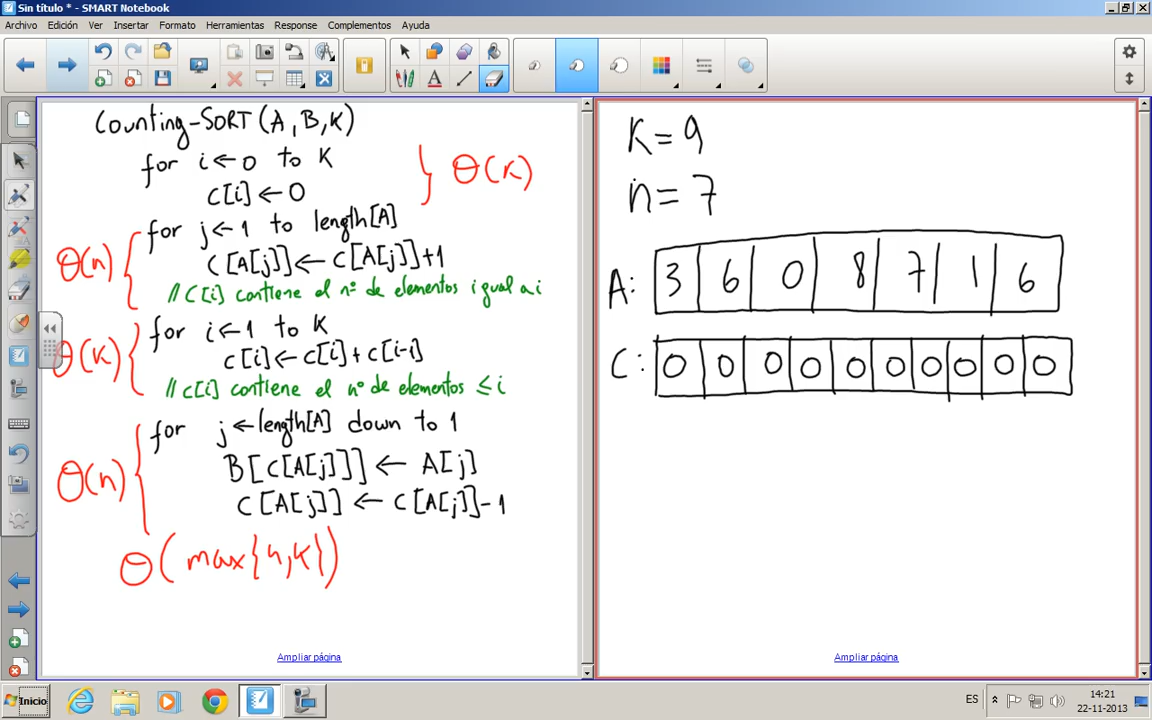 Sin título * - SMART Notebook
Archivo Edición Ver Insertar Formato Herramientas Response Complementos Ayuda
Counting-SORT (A, B, K)
for i ← 0 to K
c[i] ← 0
} Θ(K)
for j ← 1 to length[A]
c[A[j]] ← c[A[j]]+1
Θ(n) {
// C[i] contiene el nº de elementos igual a i
for i ← 1 to K
c[i] ← c[i] + c[i-1]
Θ(K) {
// c[i] contiene el nº de elementos ≤ i
for j ← length[A] down to 1
B[c[A[j]]] ← A[j]
Θ(n) {
c[A[j]] ← c[A[j]]-1
Θ(max{n,K})
Ampliar página
K = 9
n = 7
A: 3 6 0 8 7 1 6
C: 0 0 0 0 0 0 0 0 0 0
Ampliar página
Inicio
ES
14:21
22-11-2013